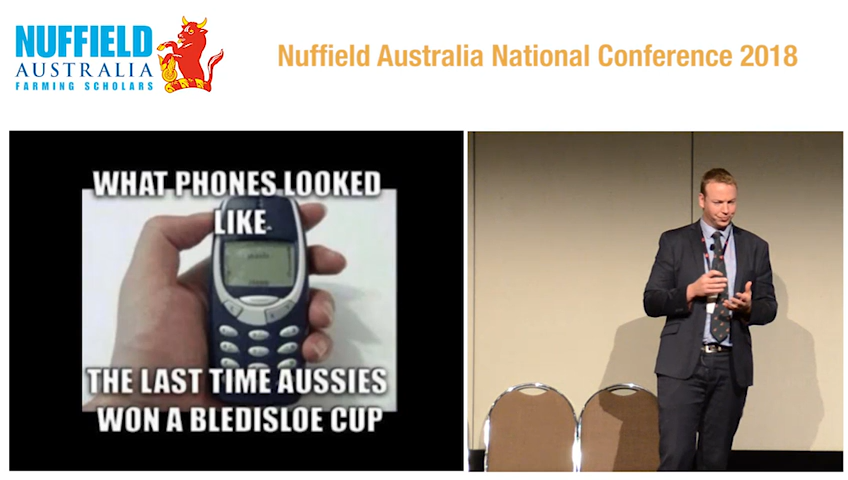 NUFFIELD
AUSTRALIA
FARMING SCHOLARS
Nuffield Australia National Conference 2018
WHAT PHONES LOOKED
LIKE
THE LAST TIME AUSSIES
WON A BLEDISLOE CUP